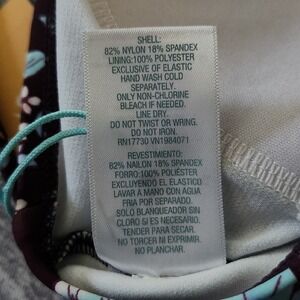 SHELL:
82% NYLON 18% SPANDEX
LINING:100% POLYESTER
EXCLUSIVE OF ELASTIC
HAND WASH COLD
SEPARATELY.
ONLY NON-CHLORINE
BLEACH IF NEEDED.
LINE DRY.
DO NOT TWIST OR WRING.
DO NOT IRON.
RN17730 VN1984071
REVESTIMIENTO:
82% NAILON 18% SPANDEX
FORRO:100% POLIÉSTER
EXCLUYENDO EL ELASTICO
LAVAR A MANO CON AGUA
FRIA POR SEPARADO.
SOLO BLANQUEADOR SIN
CLORO SI ES NECESARIO.
TENDER PARA SECAR.
NO TORCER NI EXPRIMIR.
NO PLANCHAR.